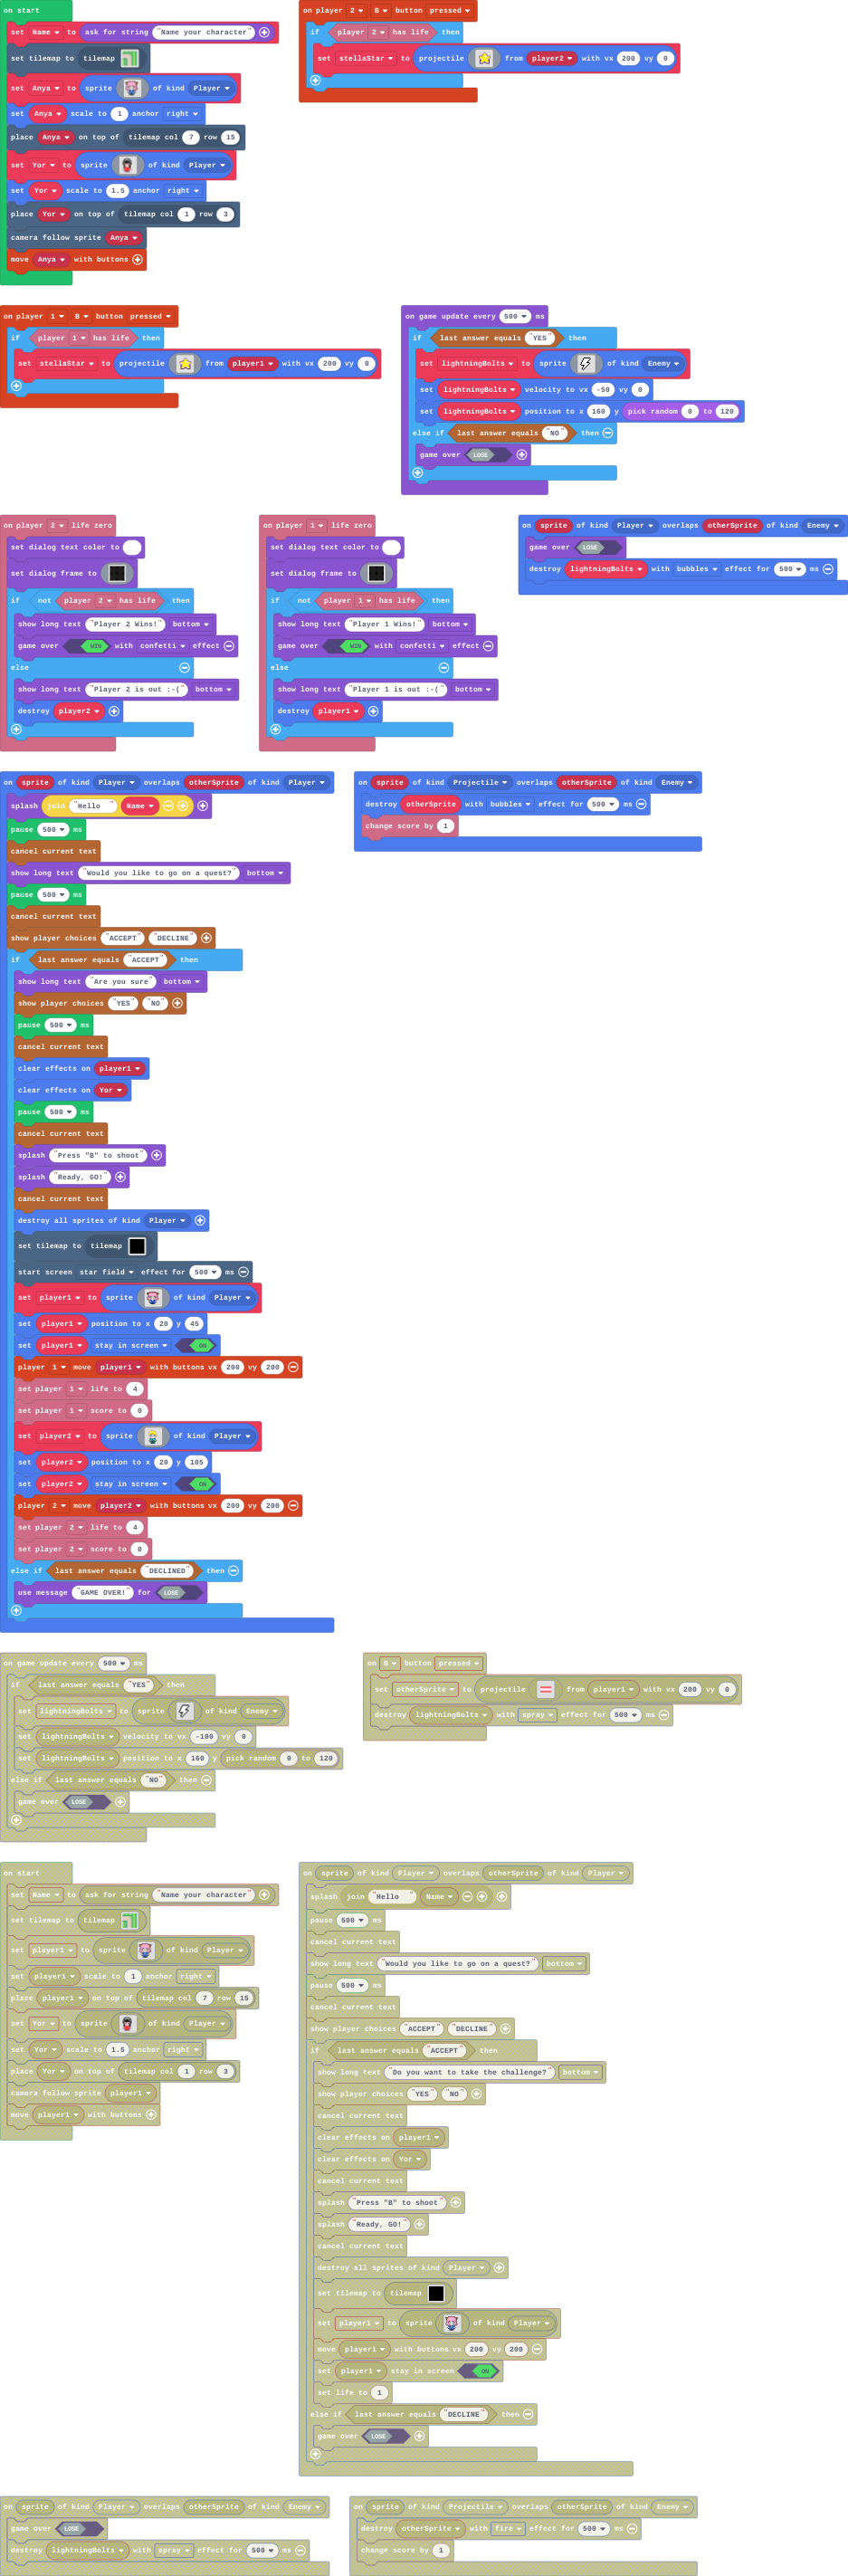 on start
set Name to ask for string "Name your character"
set tilemap to tilemap
set Anya to sprite of kind Player
set Anya scale to 1 anchor right
place Anya on top of tilemap col 7 row 15
set Yor to sprite of kind Player
set Yor scale to 1.5 anchor right
place Yor on top of tilemap col 1 row 3
camera follow sprite Anya
move Anya with buttons
on player 2 B button pressed
if player 2 has life then
set stellaStar to projectile from player2 with vx 200 vy 0
on player 1 B button pressed
if player 1 has life then
set stellaStar to projectile from player1 with vx 200 vy 0
on game update every 500 ms
if last answer equals "YES" then
set lightningBolts to sprite of kind Enemy
set lightningBolts velocity to vx -50 vy 0
set lightningBolts position to x 160 y pick random 0 to 120
else if last answer equals "NO" then
game over LOSE
on player 2 life zero
set dialog text color to
set dialog frame to
if not player 2 has life then
show long text "Player 2 Wins!" bottom
game over WIN with confetti effect
else
show long text "Player 2 is out :-(" bottom
destroy player2
on player 1 life zero
set dialog text color to
set dialog frame to
if not player 1 has life then
show long text "Player 1 Wins!" bottom
game over WIN with confetti effect
else
show long text "Player 1 is out :-(" bottom
destroy player1
on sprite of kind Player overlaps otherSprite of kind Enemy
game over LOSE
destroy lightningBolts with bubbles effect for 500 ms
on sprite of kind Player overlaps otherSprite of kind Player
splash join "Hello " Name
pause 500 ms
cancel current text
show long text "Would you like to go on a quest?" bottom
pause 500 ms
cancel current text
show player choices "ACCEPT" "DECLINE"
if last answer equals "ACCEPT" then
show long text "Are you sure" bottom
show player choices "YES" "NO"
pause 500 ms
cancel current text
clear effects on player1
clear effects on Yor
pause 500 ms
cancel current text
splash "Press "B" to shoot"
splash "Ready, GO!"
cancel current text
destroy all sprites of kind Player
set tilemap to tilemap
start screen star field effect for 500 ms
set player1 to sprite of kind Player
set player1 position to x 20 y 45
set player1 stay in screen ON
player 1 move player1 with buttons vx 200 vy 200
set player 1 life to 4
set player 1 score to 0
set player2 to sprite of kind Player
set player2 position to x 20 y 105
set player2 stay in screen ON
player 2 move player2 with buttons vx 200 vy 200
set player 2 life to 4
set player 2 score to 0
else if last answer equals "DECLINED" then
use message "GAME OVER!" for LOSE
on sprite of kind Projectile overlaps otherSprite of kind Enemy
destroy otherSprite with bubbles effect for 500 ms
change score by 1
on game update every 500 ms
if last answer equals "YES" then
set lightningBolts to sprite of kind Enemy
set lightningBolts velocity to vx -100 vy 0
set lightningBolts position to x 160 y pick random 0 to 120
else if last answer equals "NO" then
game over LOSE
on B button pressed
set otherSprite to projectile from player1 with vx 200 vy 0
destroy lightningBolts with spray effect for 500 ms
on start
set Name to ask for string "Name your character"
set tilemap to tilemap
set player1 to sprite of kind Player
set player1 scale to 1 anchor right
place player1 on top of tilemap col 7 row 15
set Yor to sprite of kind Player
set Yor scale to 1.5 anchor right
place Yor on top of tilemap col 1 row 3
camera follow sprite player1
move player1 with buttons
on sprite of kind Player overlaps otherSprite of kind Player
splash join "Hello " Name
pause 500 ms
cancel current text
show long text "Would you like to go on a quest?" bottom
pause 500 ms
cancel current text
show player choices "ACCEPT" "DECLINE"
if last answer equals "ACCEPT" then
show long text "Do you want to take the challenge?" bottom
show player choices "YES" "NO"
cancel current text
clear effects on player1
clear effects on Yor
cancel current text
splash "Press "B" to shoot"
splash "Ready, GO!"
cancel current text
destroy all sprites of kind Player
set tilemap to tilemap
set player1 to sprite of kind Player
move player1 with buttons vx 200 vy 200
set player1 stay in screen ON
set life to 1
else if last answer equals "DECLINE" then
game over LOSE
on sprite of kind Player overlaps otherSprite of kind Enemy
game over LOSE
destroy lightningBolts with spray effect for 500 ms
on sprite of kind Projectile overlaps otherSprite of kind Enemy
destroy otherSprite with fire effect for 500 ms
change score by 1